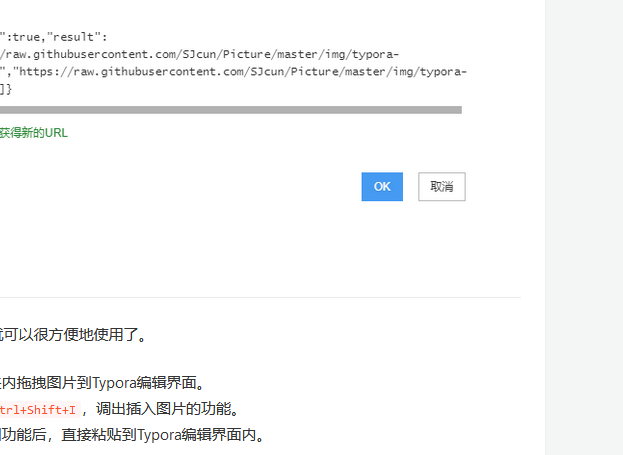 ":true,"result":
/raw.githubusercontent.com/SJcun/Picture/master/img/typora-
","https://raw.githubusercontent.com/SJcun/Picture/master/img/typora-
]}
获得新的URL
OK 取消
可以很方便地使用了。
内拖拽图片到Typora编辑界面。
trl+Shift+I ，调出插入图片的功能。
功能后，直接粘贴到Typora编辑界面内。